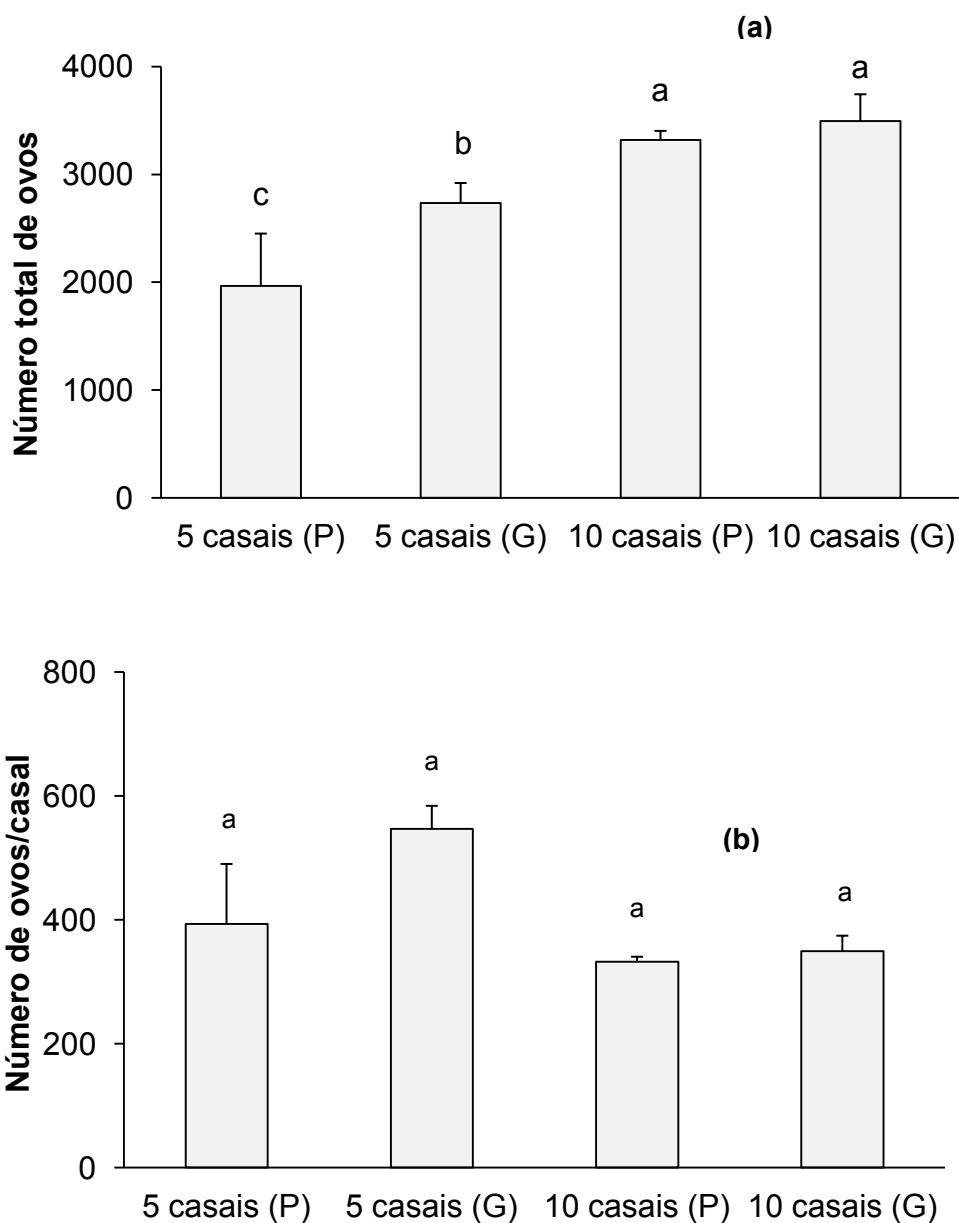 (a)
Número total de ovos
4000
3000
2000
1000
0
c
b
a
a
5 casais (P) 5 casais (G) 10 casais (P) 10 casais (G)
Número de ovos/casal
800
600
400
200
0
a
a
(b)
a
a
5 casais (P) 5 casais (G) 10 casais (P) 10 casais (G)